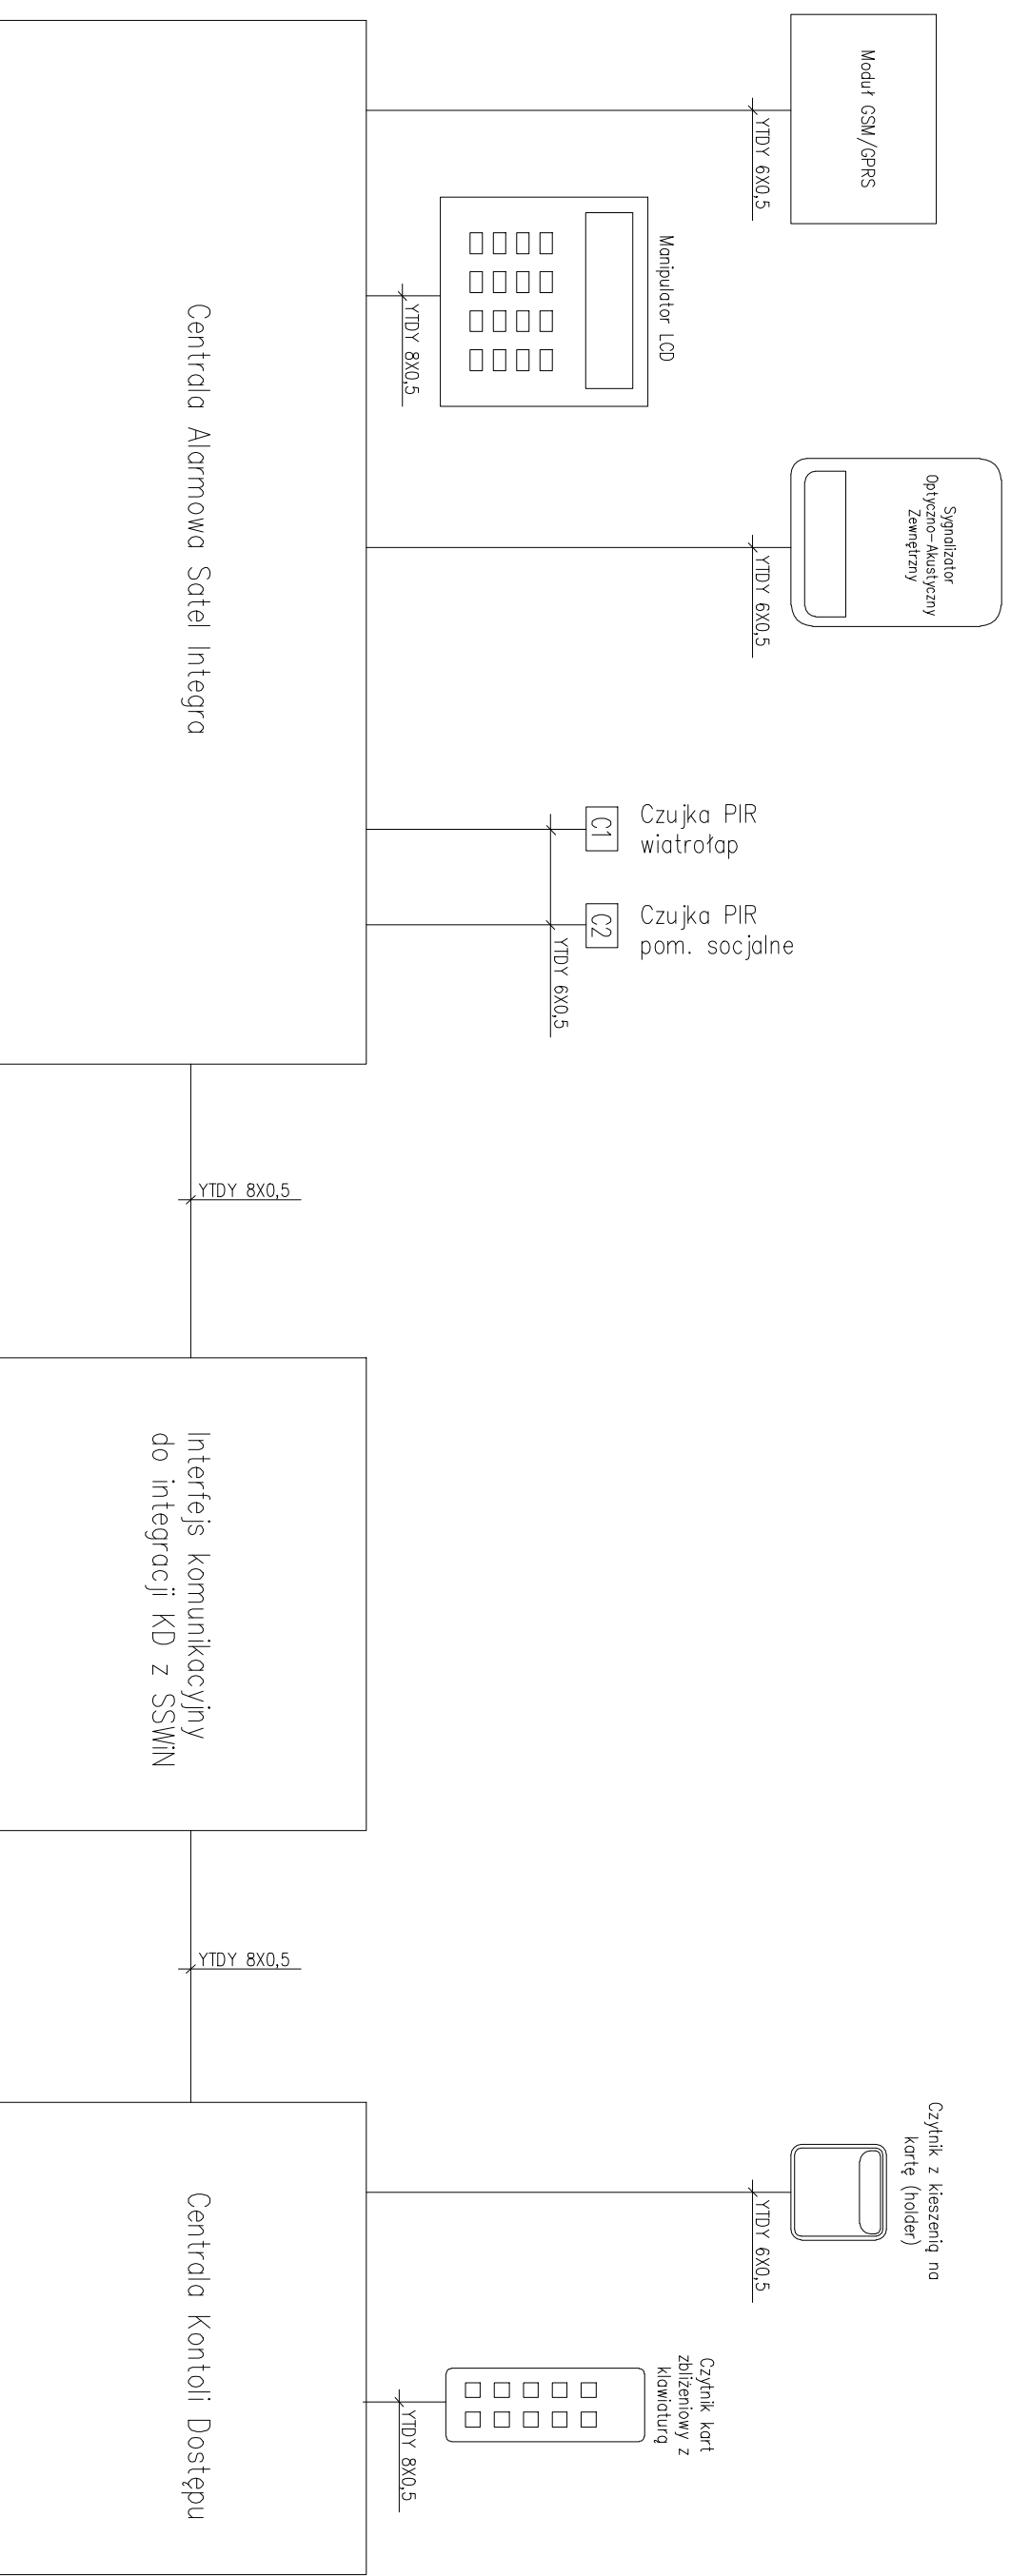 Moduł GSM/GPRS
YTDY 6X0,5
Manipulator LCD
YTDY 8X0,5
Sygnalizator
Optyczno-Akustyczny
Zewnętrzny
YTDY 6X0,5
Centrala Alarmowa Satel Integra
C1
Czujka PIR
wiatrołap
C2
Czujka PIR
pom. socjalne
YTDY 6X0,5
YTDY 8X0,5
Interfejs komunikacyjny
do integracji KD z SSWiN
YTDY 8X0,5
Czytnik z kieszenią na
kartę (holder)
YTDY 6X0,5
Czytnik kart
zbliżeniowy z
klawiaturą
YTDY 8X0,5
Centrala Kontoli Dostępu